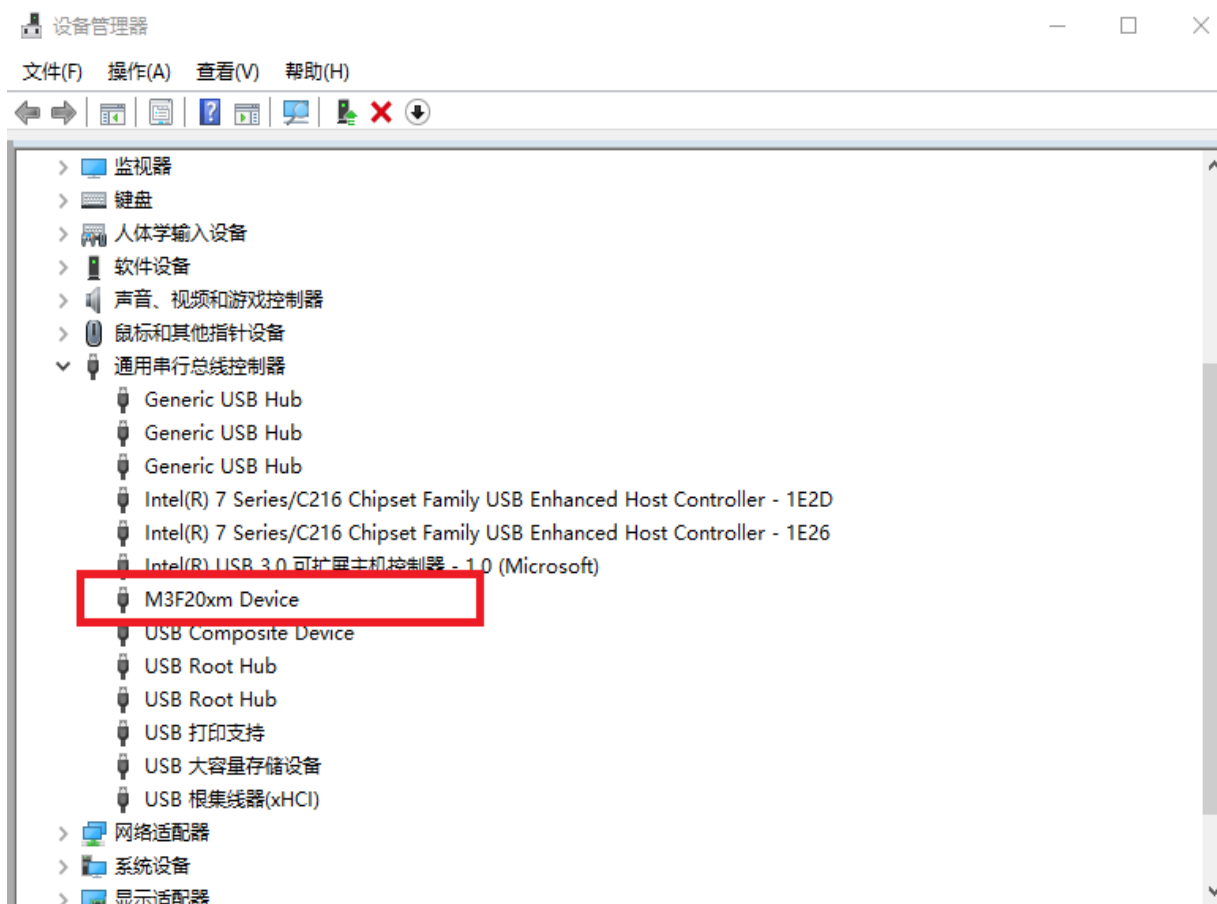 设备管理器
文件(F) 操作(A) 查看(V) 帮助(H)
监视器
键盘
人体学输入设备
软件设备
声音、视频和游戏控制器
鼠标和其他指针设备
通用串行总线控制器
Generic USB Hub
Generic USB Hub
Generic USB Hub
Intel(R) 7 Series/C216 Chipset Family USB Enhanced Host Controller - 1E2D
Intel(R) 7 Series/C216 Chipset Family USB Enhanced Host Controller - 1E26
Intel(R) USB 3.0 可扩展主机控制器 - 1.0 (Microsoft)
M3F20xm Device
USB Composite Device
USB Root Hub
USB Root Hub
USB 打印支持
USB 大容量存储设备
USB 根集线器(xHCI)
网络适配器
系统设备
显示适配器